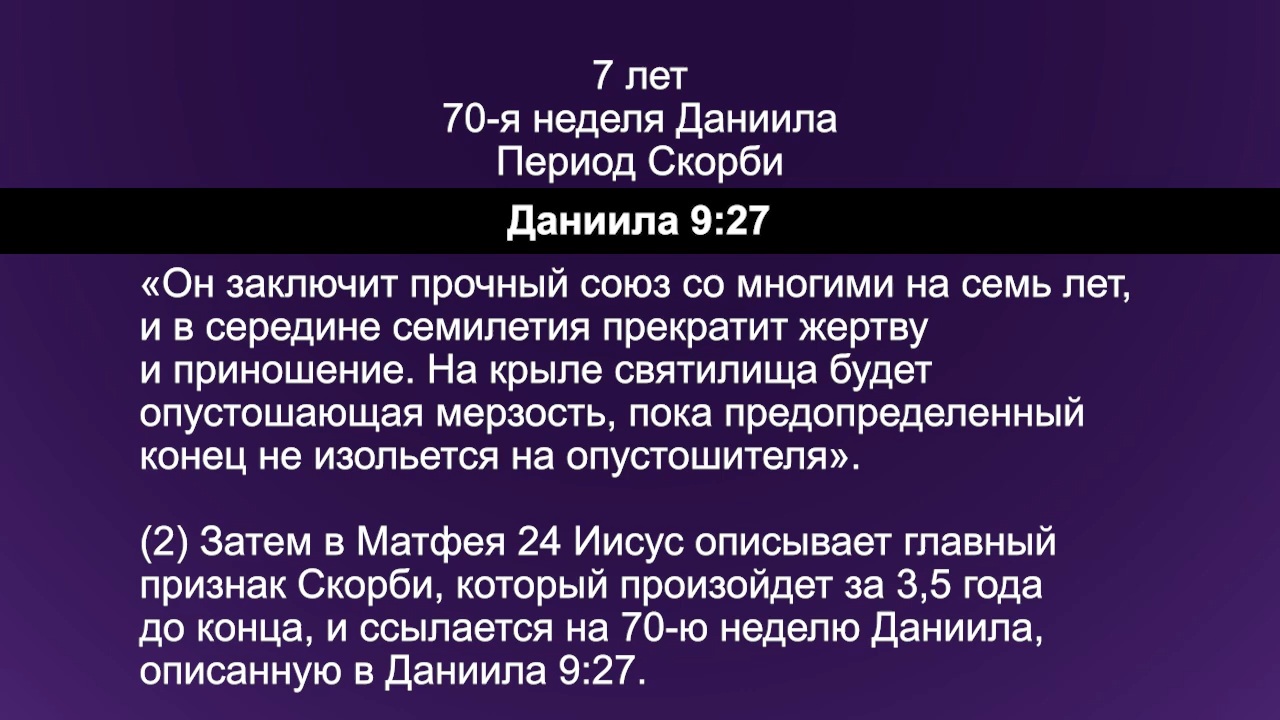 7 лет
70-я неделя Даниила
Период Скорби
Даниила 9:27
«Он заключит прочный союз со многими на семь лет,
и в середине семилетия прекратит жертву
и приношение. На крыле святилища будет
опустошающая мерзость, пока предопределенный
конец не изольется на опустошителя».
(2) Затем в Матфея 24 Иисус описывает главный
признак Скорби, который произойдет за 3,5 года
до конца, и ссылается на 70-ю неделю Даниила,
описанную в Даниила 9:27.